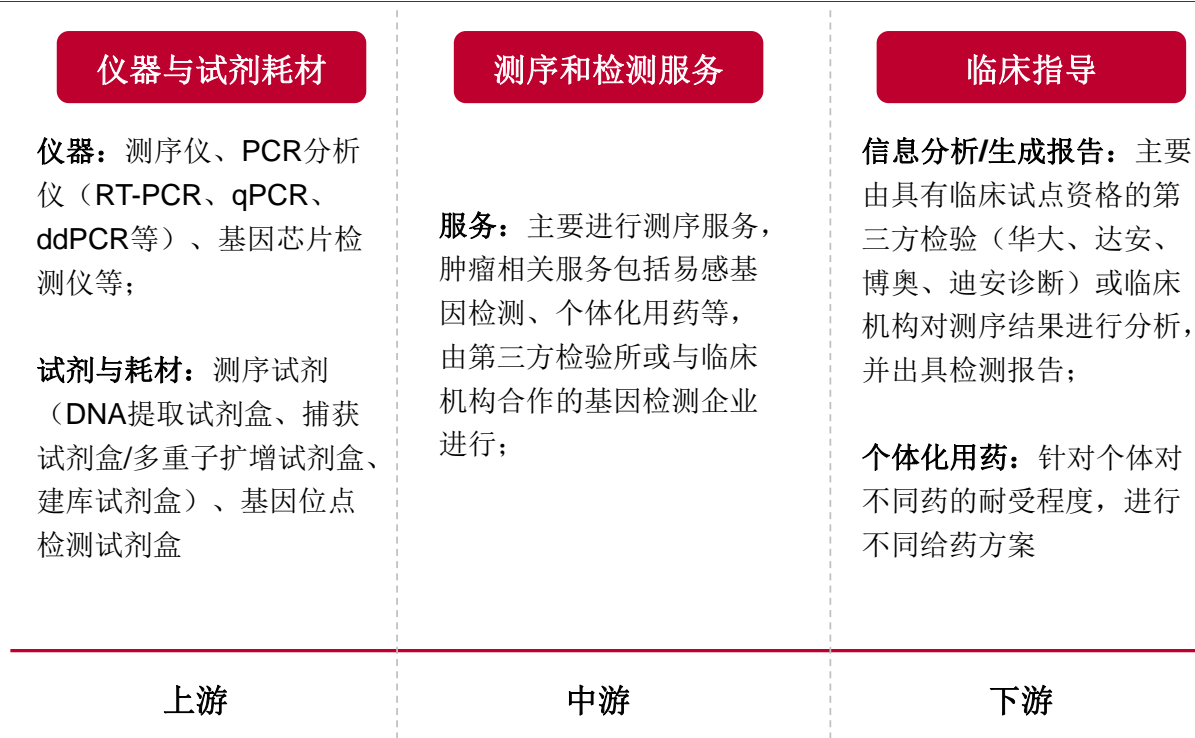 仪器与试剂耗材
仪器：测序仪、PCR分析
仪（RT-PCR、qPCR、
ddPCR等）、基因芯片检
测仪等；
试剂与耗材：测序试剂
（DNA提取试剂盒、捕获
试剂盒/多重子扩增试剂盒、
建库试剂盒）、基因位点
检测试剂盒
上游
测序和检测服务
服务：主要进行测序服务，
肿瘤相关服务包括易感基
因检测、个体化用药等，
由第三方检验所或与临床
机构合作的基因检测企业
进行；
中游
临床指导
信息分析/生成报告：主要
由具有临床试点资格的第
三方检验（华大、达安、
博奥、迪安诊断）或临床
机构对测序结果进行分析，
并出具检测报告；
个体化用药：针对个体对
不同药的耐受程度，进行
不同给药方案
下游